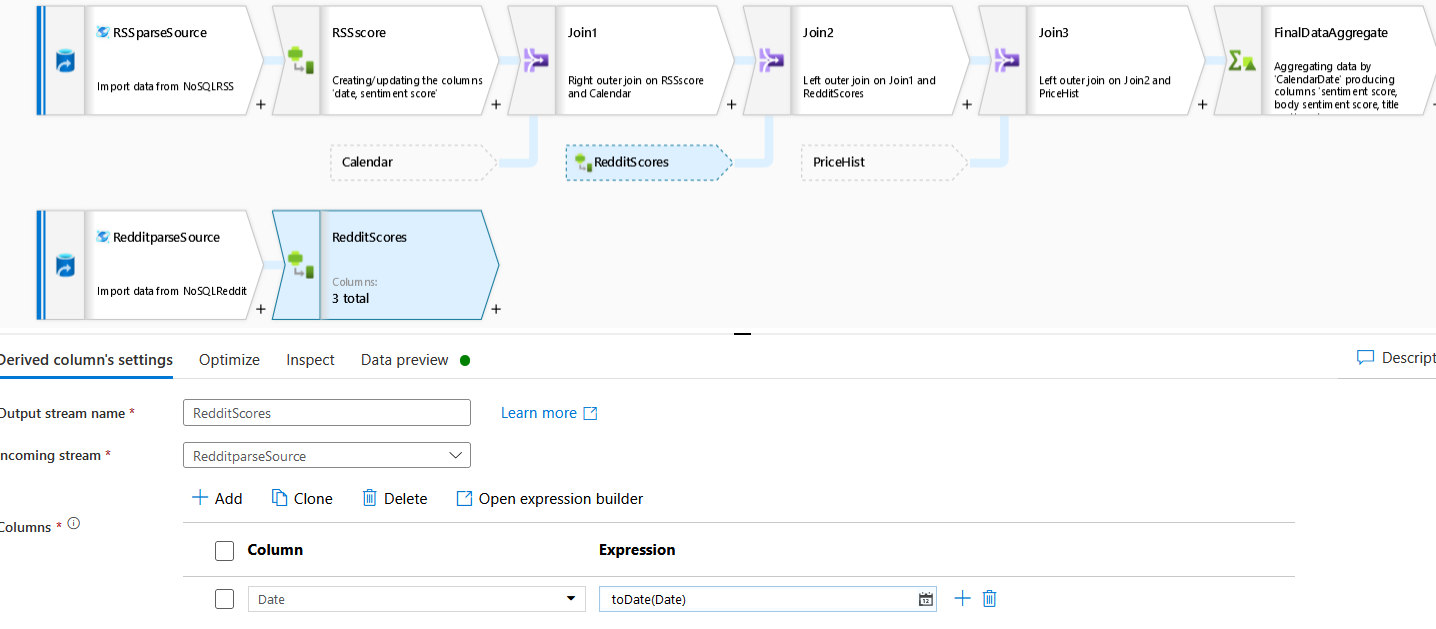 RSSparseSource
Import data from NoSQLRSS
+
RSSscore
Creating/updating the columns
'date, sentiment score'
+
Join1
Right outer join on RSSscore
and Calendar
+
Join2
Left outer join on Join1 and
RedditScores
+
Join3
Left outer join on Join2 and
PriceHist
+
FinalDataAggregate
Aggregating data by
'CalendarDate' producing
columns 'sentiment score,
body sentiment score, title
Calendar
RedditScores
PriceHist
RedditparseSource
Import data from NoSQLReddit
+
RedditScores
Columns:
3 total
+
Derived column's settings
Optimize
Inspect
Data preview
Descript
Output stream name *
RedditScores
Learn more
Incoming stream *
RedditparseSource
Add
Clone
Delete
Open expression builder
Columns *
Column
Expression
Date
toDate(Date)